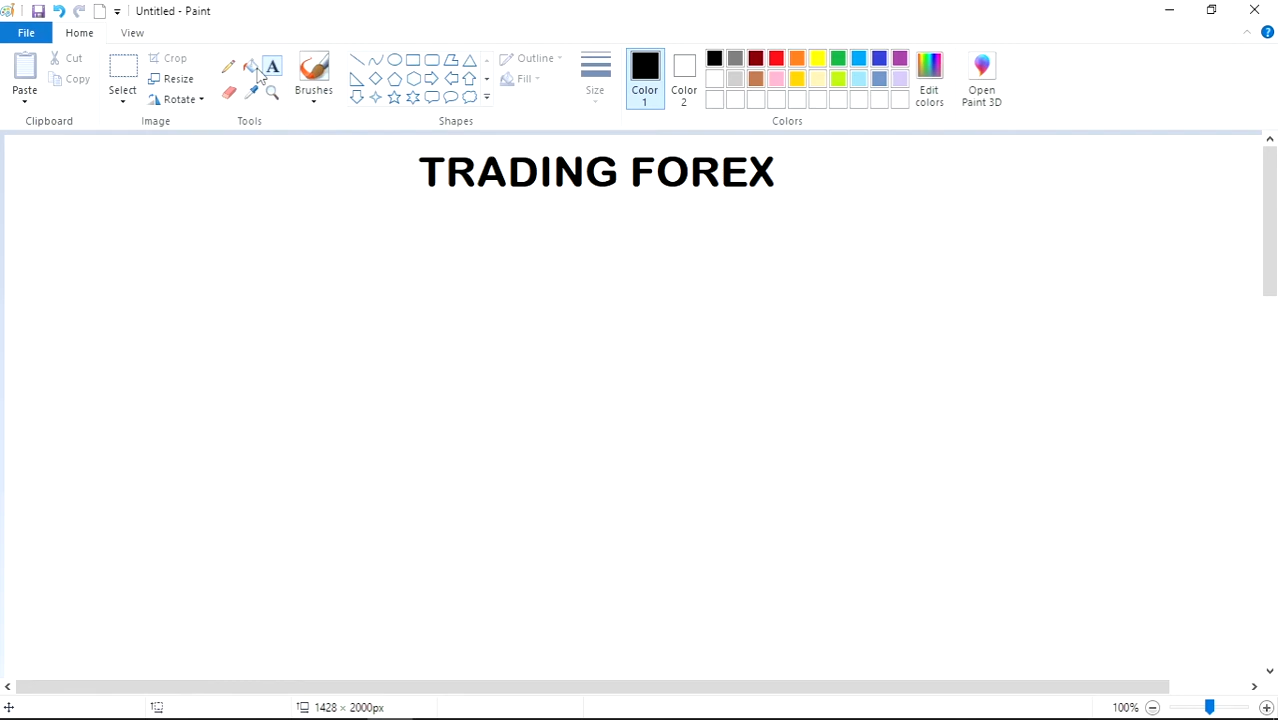 Untitled - Paint
File Home View
Paste
Cut
Copy
Clipboard
Select
Crop
Resize
Rotate
Image
A
Tools
Brushes
Shapes
Outline
Fill
Size
Color 1
Color 2
Colors
Edit colors
Open Paint 3D
TRADING FOREX
1428 × 2000px
100%